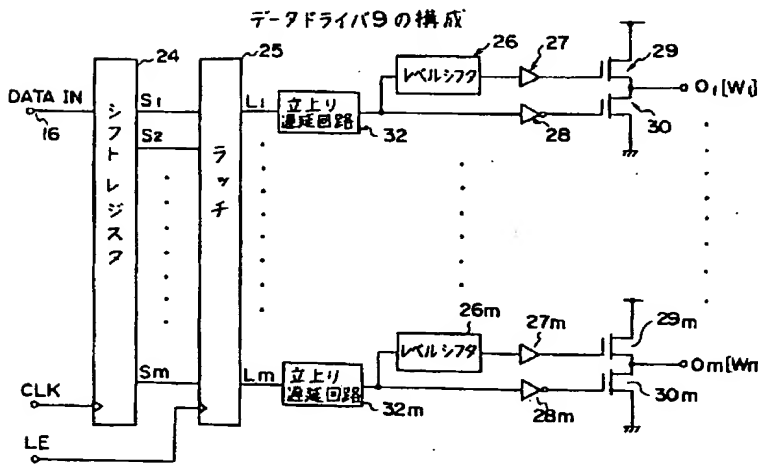 データドライバ9の構成
24
25
26
27
29
DATA IN
16
シフトレジスタ
S1
S2
Sm
ラッチ
L1
Lm
立上り
遅延回路
32
レベルシフタ
28
30
O1[W1]
26m
レベルシフタ
27m
29m
立上り
遅延回路
32m
28m
30m
Om[Wm]
CLK
LE